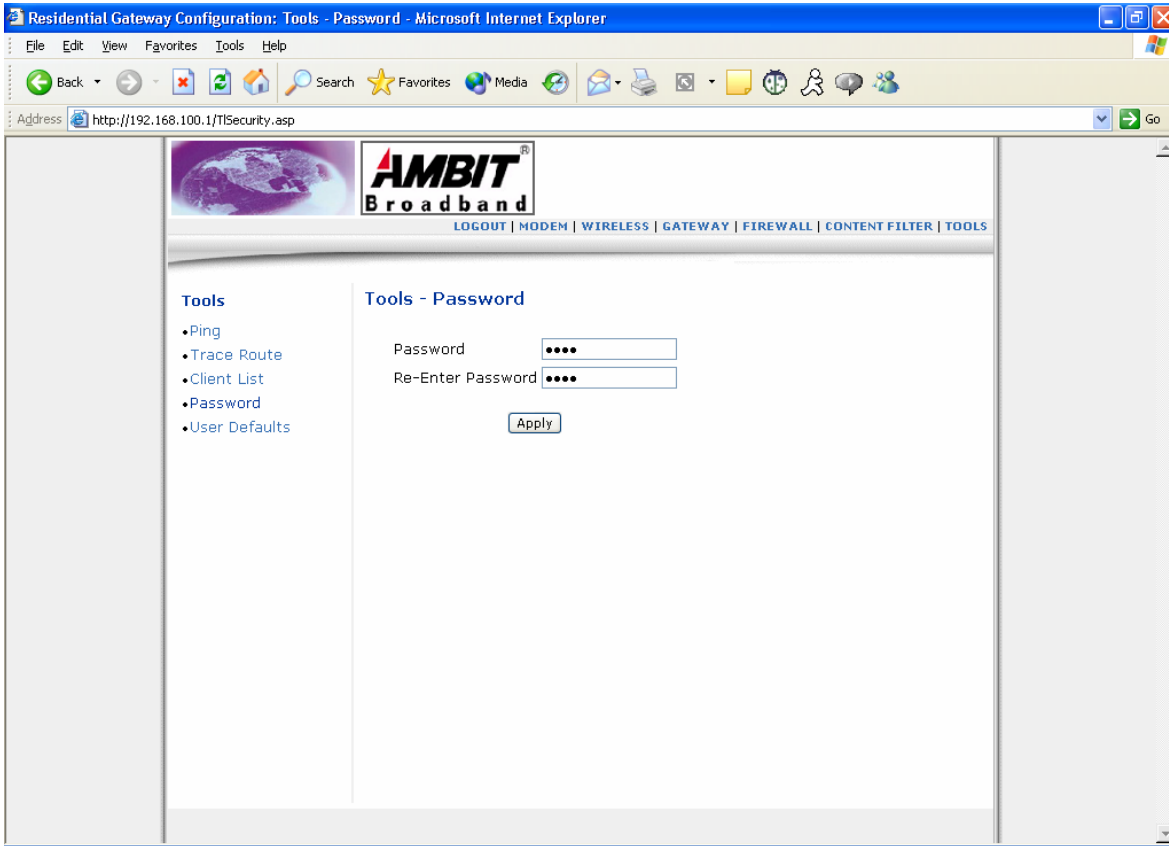 Residential Gateway Configuration: Tools - Password - Microsoft Internet Explorer
File Edit View Favorites Tools Help
Back Search Favorites Media
Address http://192.168.100.1/TlSecurity.asp Go
AMBIT®
Broadband
LOGOUT | MODEM | WIRELESS | GATEWAY | FIREWALL | CONTENT FILTER | TOOLS
Tools
•Ping
•Trace Route
•Client List
•Password
•User Defaults
Tools - Password
Password ••••
Re-Enter Password ••••
Apply